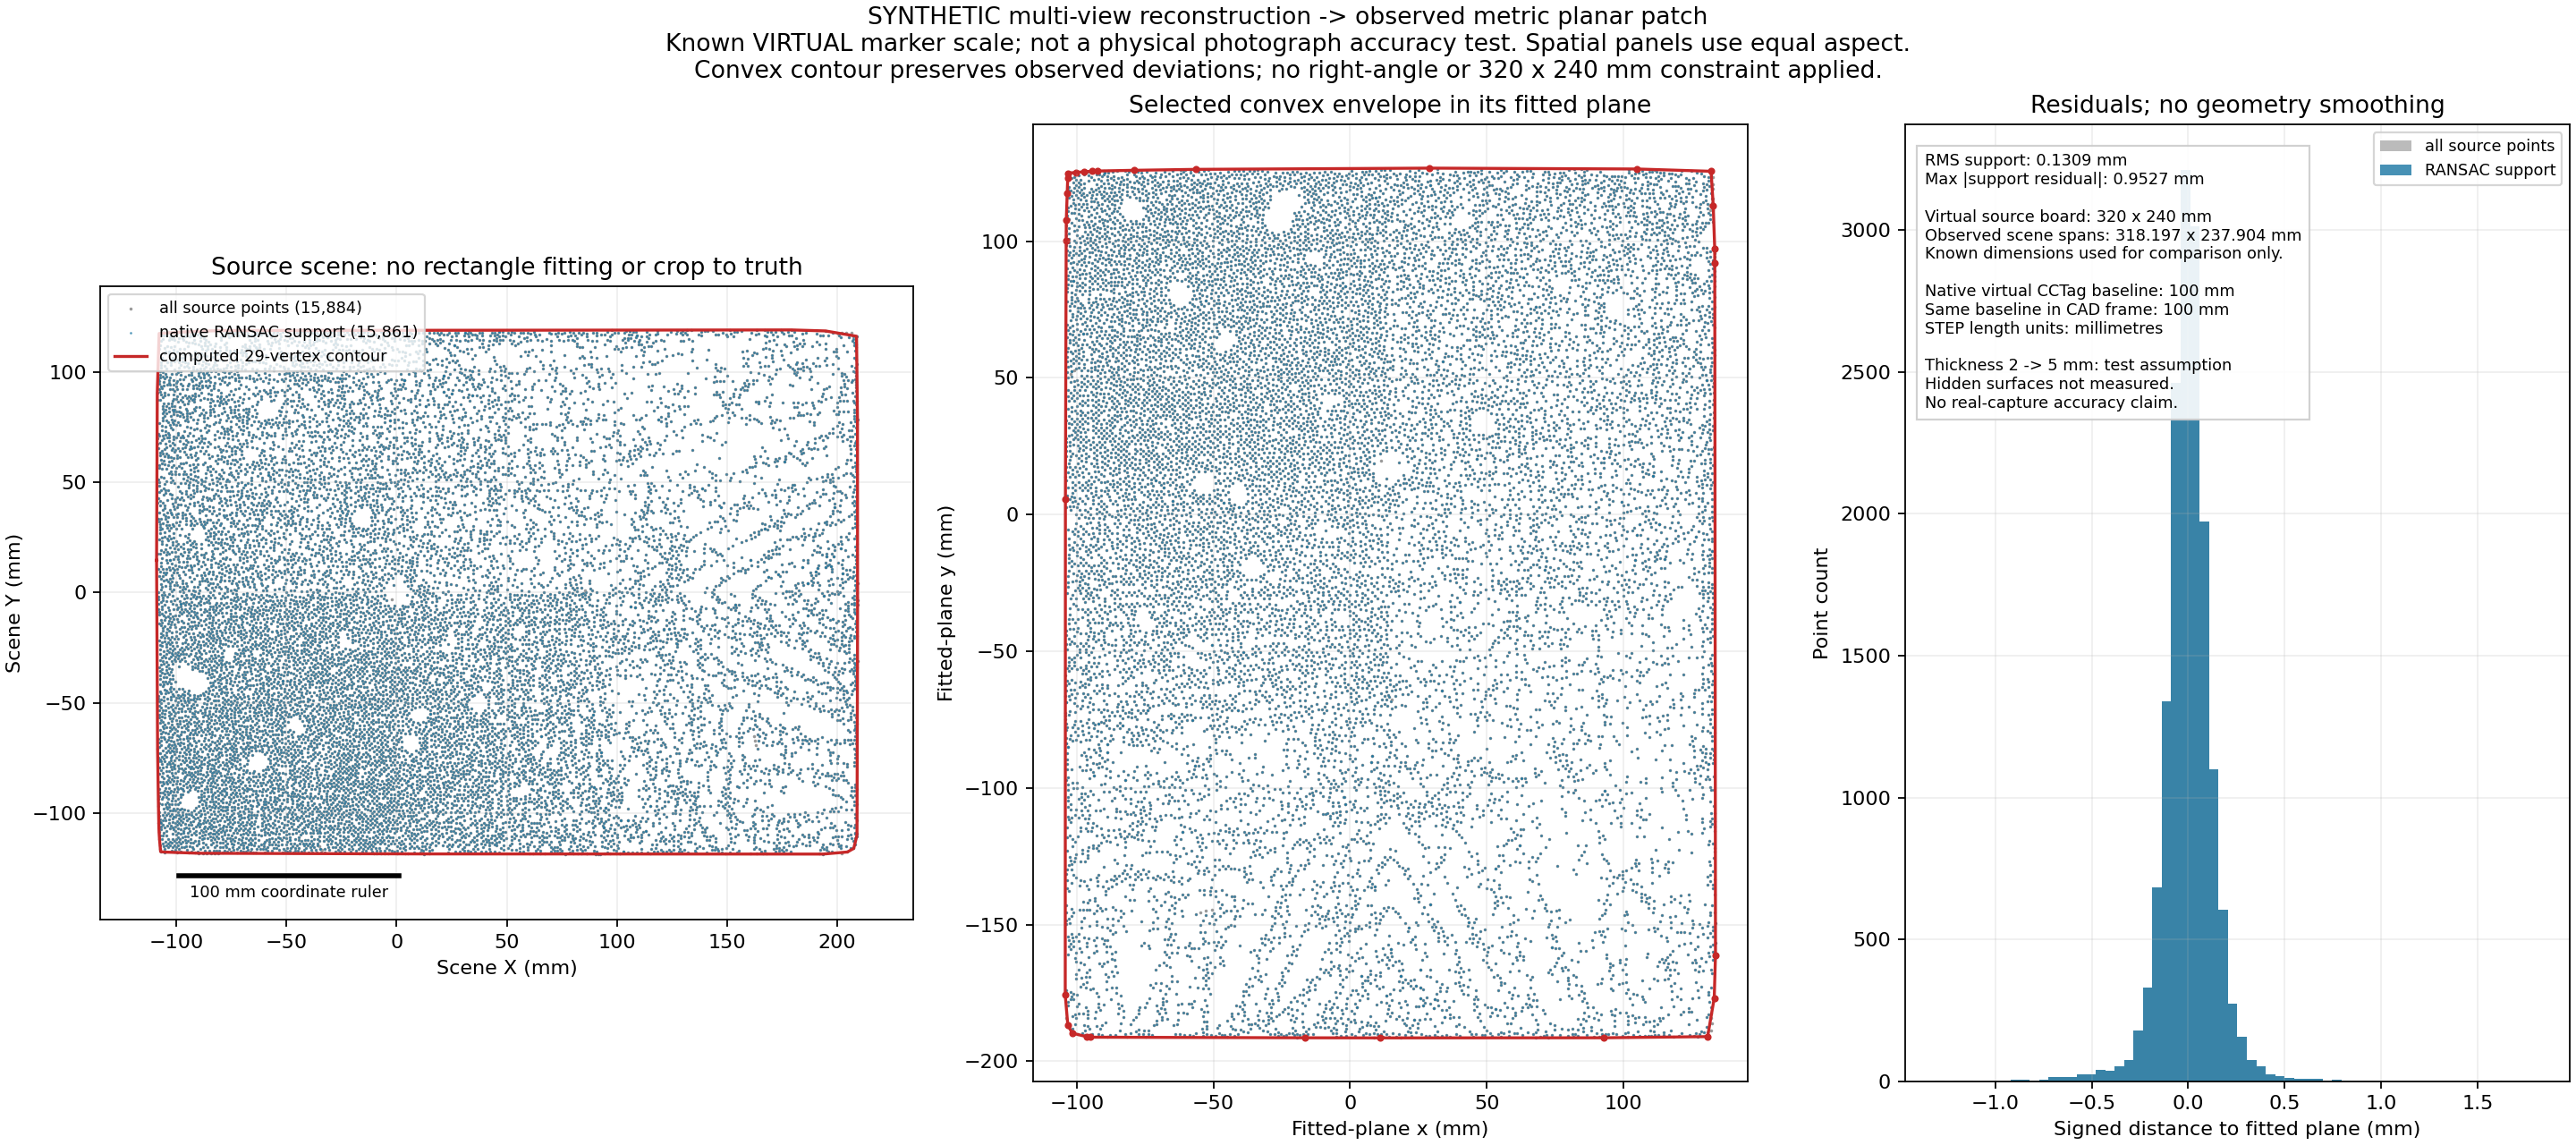 SYNTHETIC multi-view reconstruction -> observed metric planar patch
Known VIRTUAL marker scale; not a physical photograph accuracy test. Spatial panels use equal aspect.
Convex contour preserves observed deviations; no right-angle or 320 x 240 mm constraint applied.
Source scene: no rectangle fitting or crop to truth
all source points (15,884)
native RANSAC support (15,861)
computed 29-vertex contour
100
50
0
−50
−100
Scene Y (mm)
100 mm coordinate ruler
−100
−50
0
50
100
150
200
Scene X (mm)
Selected convex envelope in its fitted plane
100
50
0
−50
−100
−150
−200
Fitted-plane y (mm)
−100
−50
0
50
100
Fitted-plane x (mm)
Residuals; no geometry smoothing
all source points
RANSAC support
RMS support: 0.1309 mm
Max |support residual|: 0.9527 mm
Virtual source board: 320 x 240 mm
Observed scene spans: 318.197 x 237.904 mm
Known dimensions used for comparison only.
Native virtual CCTag baseline: 100 mm
Same baseline in CAD frame: 100 mm
STEP length units: millimetres
Thickness 2 -> 5 mm: test assumption
Hidden surfaces not measured.
No real-capture accuracy claim.
3000
2500
2000
1500
1000
500
0
Point count
−1.0
−0.5
0.0
0.5
1.0
1.5
Signed distance to fitted plane (mm)